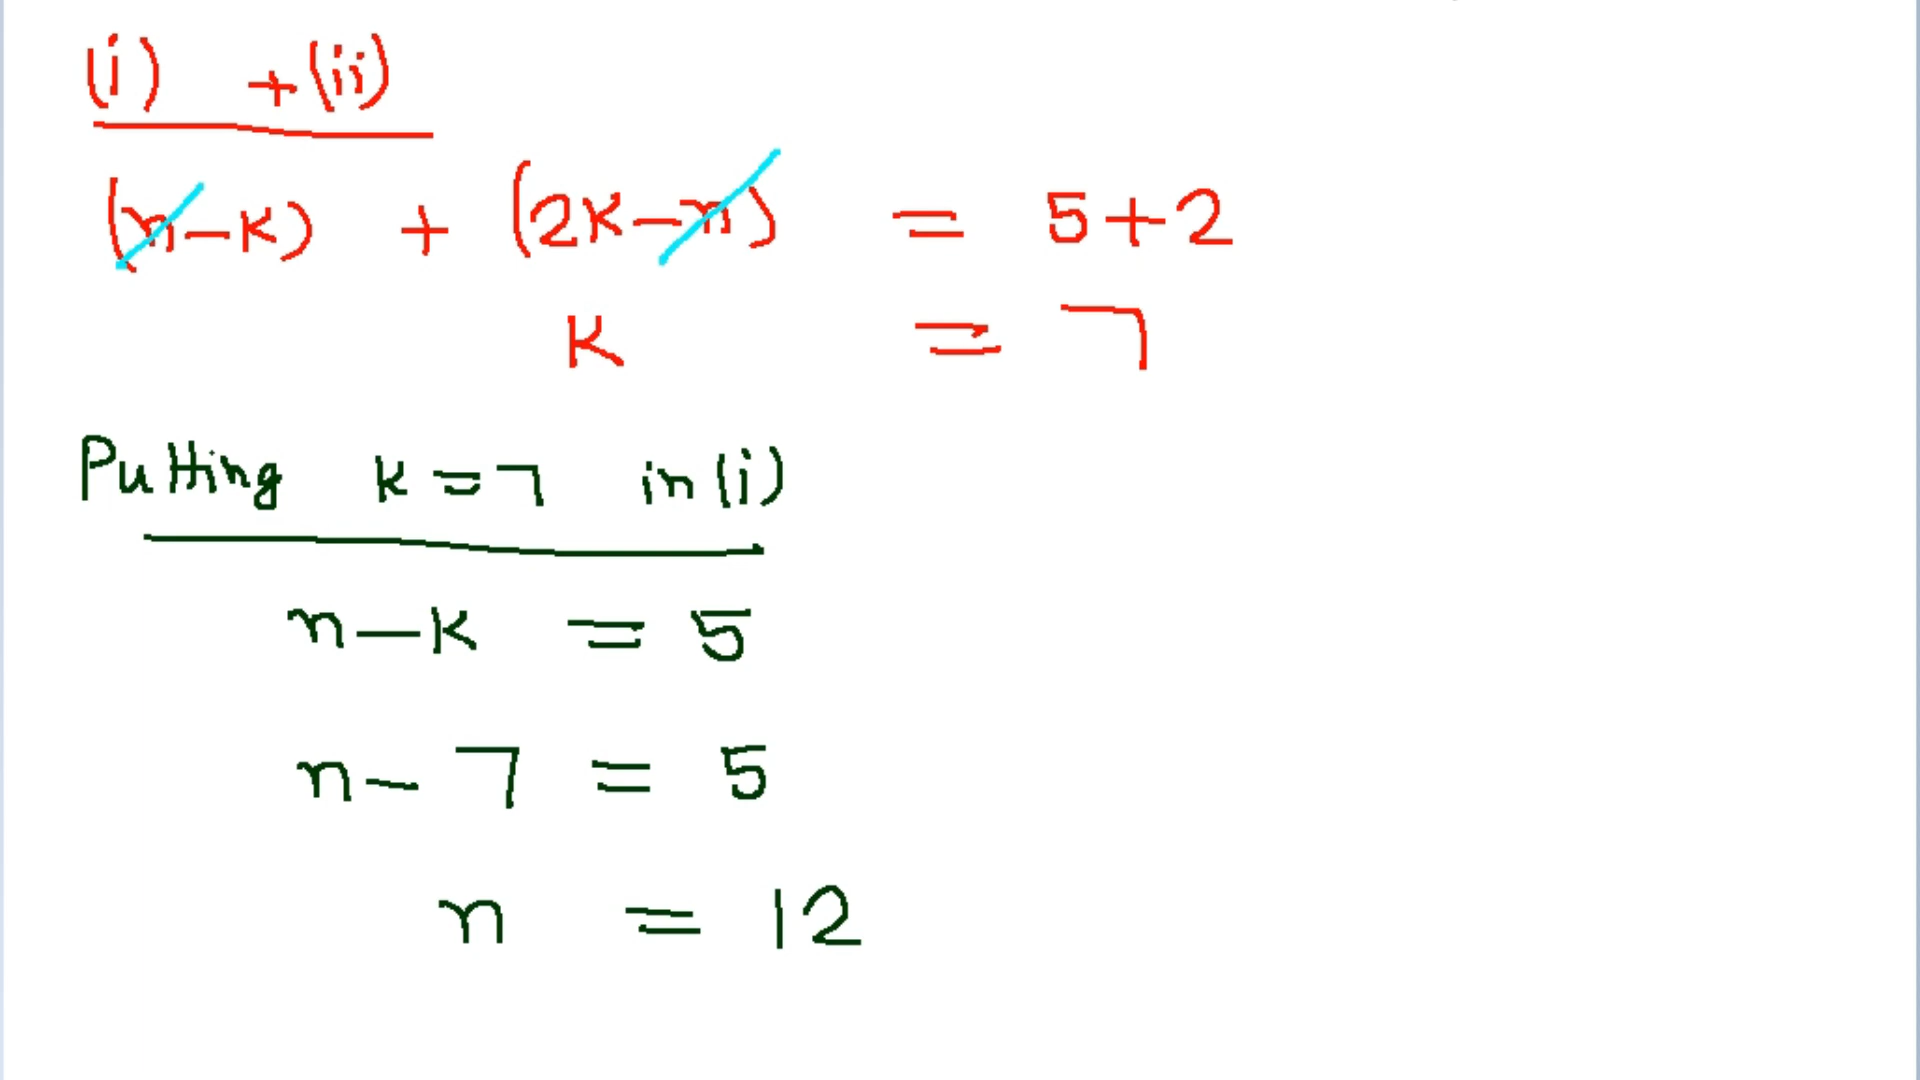 (i) + (ii)
(n-k) + (2k-n) = 5+2
k = 7
Putting k=7 in (i)
n-k = 5
n-7 = 5
n = 12